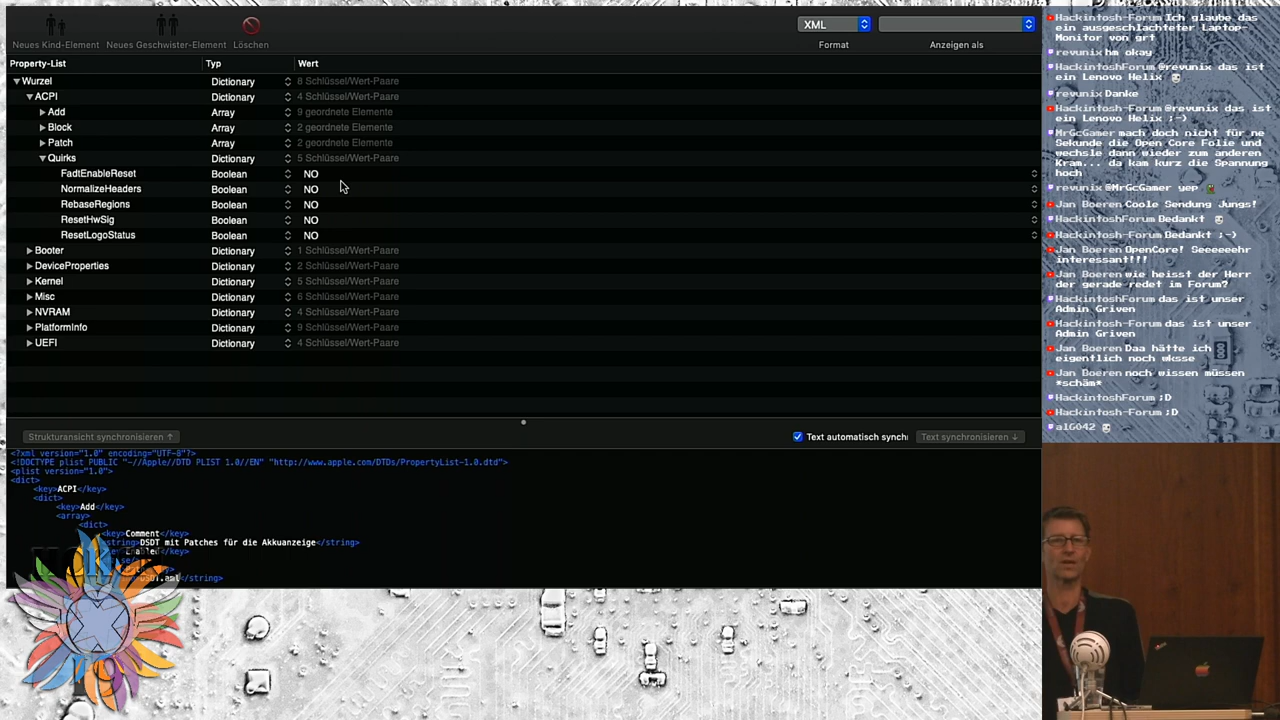 XML
Neues Kind-Element Neues Geschwister-Element Löschen Format Anzeigen als
Property-List Typ Wert
Wurzel Dictionary 8 Schlüssel/Wert-Paare
ACPI Dictionary 4 Schlüssel/Wert-Paare
Add Array 9 geordnete Elemente
Block Array 2 geordnete Elemente
Patch Array 2 geordnete Elemente
Quirks Dictionary 5 Schlüssel/Wert-Paare
FadtEnableReset Boolean NO
NormalizeHeaders Boolean NO
RebaseRegions Boolean NO
ResetHwSig Boolean NO
ResetLogoStatus Boolean NO
Booter Dictionary 1 Schlüssel/Wert-Paare
DeviceProperties Dictionary 2 Schlüssel/Wert-Paare
Kernel Dictionary 5 Schlüssel/Wert-Paare
Misc Dictionary 6 Schlüssel/Wert-Paare
NVRAM Dictionary 4 Schlüssel/Wert-Paare
PlatformInfo Dictionary 9 Schlüssel/Wert-Paare
UEFI Dictionary 4 Schlüssel/Wert-Paare
Strukturansicht synchronisieren ↑ Text automatisch synchr Text synchronisieren ↓
<?xml version="1.0" encoding="UTF-8"?>
<!DOCTYPE plist PUBLIC "-//Apple//DTD PLIST 1.0//EN" "http://www.apple.com/DTDs/PropertyList-1.0.dtd">
<plist version="1.0">
<dict>
<key>ACPI</key>
<dict>
<key>Add</key>
<array>
<dict>
<key>Comment</key>
<string>DSDT mit Patches für die Akkuanzeige</string>
Enabled</key>
DSDT.aml</string>
Hackintosh-Forum Ich glaube das
ein ausgeschlachteter Laptop-
Monitor von grt
revunix hm okay
HackintoshForum @revunix das ist
ein Lenovo Helix
revunix Danke
Hackintosh-Forum @revunix das ist
ein Lenovo Helix ;-)
MrGcGamer mach doch nicht für ne
Sekunde die Open Core Folie und
wechsle dann wieder zum anderen
Kram... da kam kurz die Spannung
hoch
revunix @MrGcGamer yep
Jan Boeren Coole Sendung Jungs!
HackintoshForum Bedankt
Hackintosh-Forum Bedankt ;-)
Jan Boeren OpenCore! Seeeeeehr
interessant!!!
Jan Boeren wie heisst der Herr
der gerade redet im Forum?
HackintoshForum das ist unser
Admin Griven
Hackintosh-Forum das ist unser
Admin Griven
Jan Boeren Daa hätte ich
eigentlich noch wksse
Jan Boeren noch wissen müssen
*schäm*
HackintoshForum ;D
Hackintosh-Forum ;D
al6042